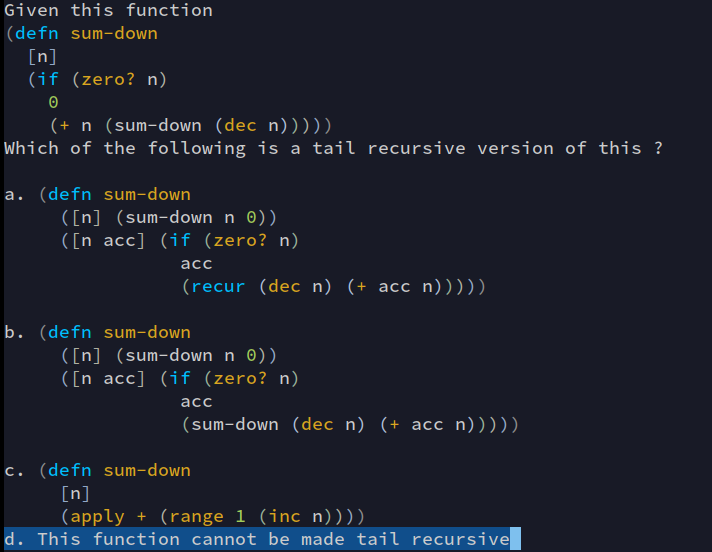 Given this function
(defn sum-down
  [n]
  (if (zero? n)
    0
    (+ n (sum-down (dec n)))))
Which of the following is a tail recursive version of this ?

a. (defn sum-down
     ([n] (sum-down n 0))
     ([n acc] (if (zero? n)
                acc
                (recur (dec n) (+ acc n)))))

b. (defn sum-down
     ([n] (sum-down n 0))
     ([n acc] (if (zero? n)
                acc
                (sum-down (dec n) (+ acc n)))))

c. (defn sum-down
     [n]
     (apply + (range 1 (inc n))))
d. This function cannot be made tail recursive